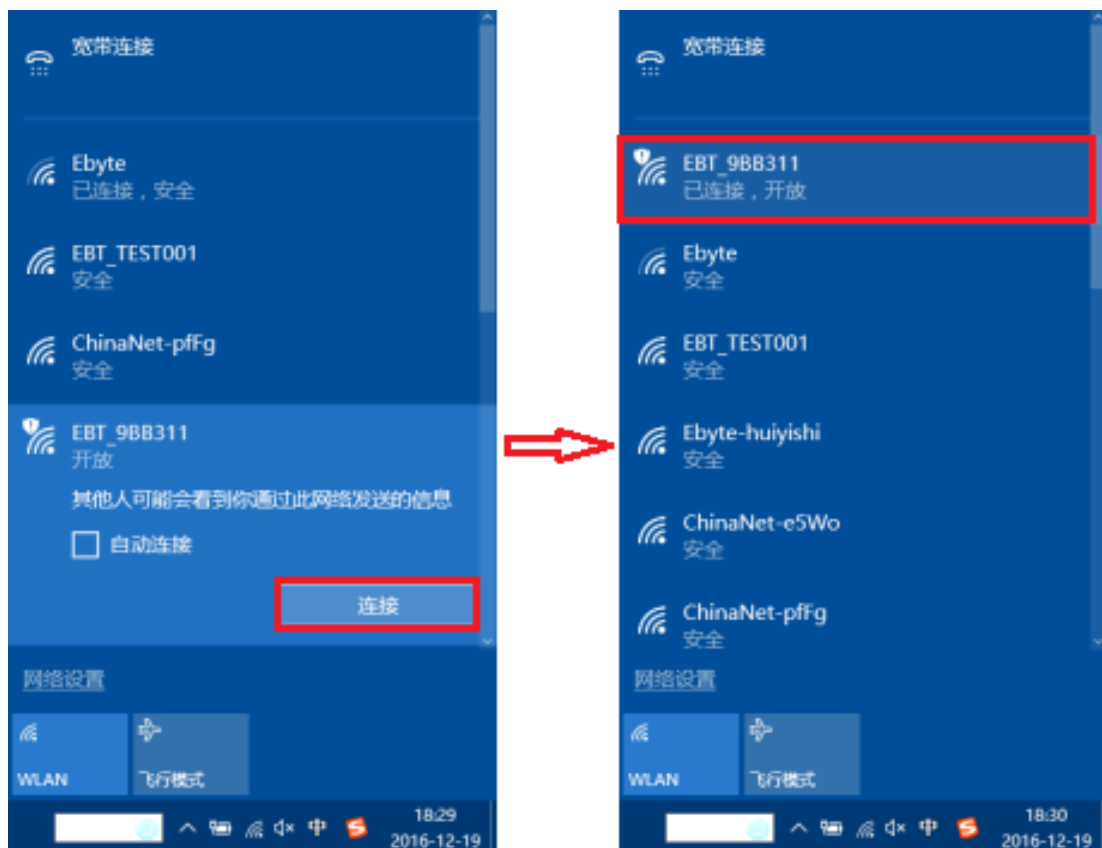 宽带连接
Ebyte
已连接，安全
EBT_TEST001
安全
ChinaNet-pfFg
安全
EBT_9BB311
开放
其他人可能会看到你通过此网络发送的信息
自动连接
连接
网络设置
WLAN
飞行模式
中
18:29
2016-12-19
宽带连接
EBT_9BB311
已连接，开放
Ebyte
安全
EBT_TEST001
安全
Ebyte-huiyishi
安全
ChinaNet-e5Wo
安全
ChinaNet-pfFg
安全
网络设置
WLAN
飞行模式
中
18:30
2016-12-19